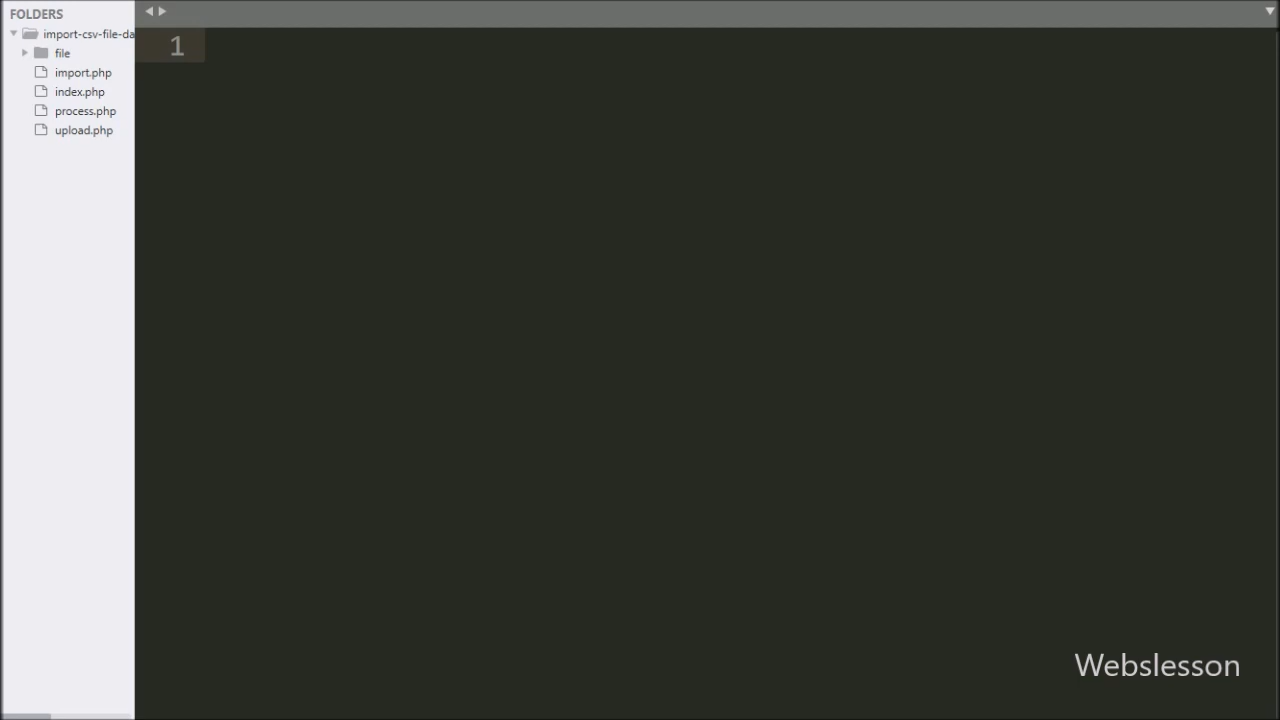 FOLDERS
import-csv-file-da
file
import.php
index.php
process.php
upload.php
1
Webslesson